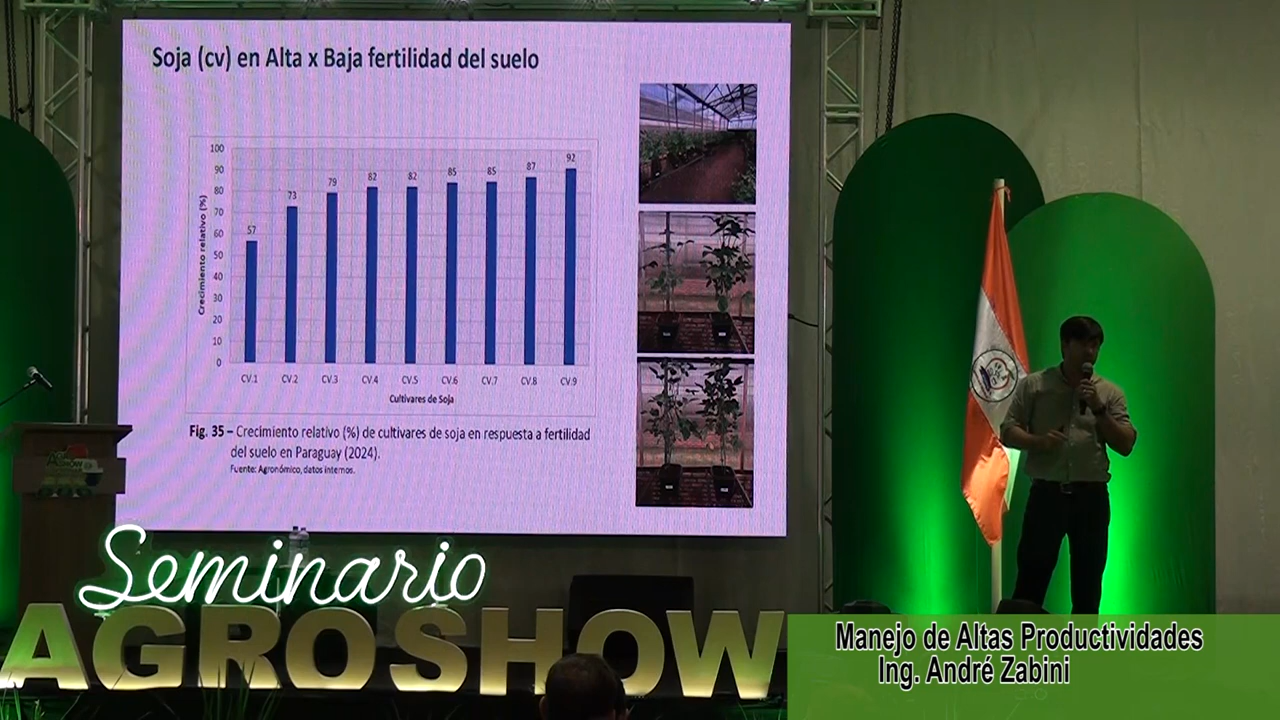 Soja (cv) en Alta x Baja fertilidad del suelo
Crecimiento relativo (%)
100
90
80
70
60
50
40
30
20
10
0
57
73
79
82
82
85
85
87
92
CV.1 CV.2 CV.3 CV.4 CV.5 CV.6 CV.7 CV.8 CV.9
Cultivares de Soja
Fig. 35 – Crecimiento relativo (%) de cultivares de soja en respuesta a fertilidad
del suelo en Paraguay (2024).
Fuente: Agronómico, datos internos.
AGROSHOW
Seminario
AGROSHOW
Manejo de Altas Productividades
Ing. André Zabini